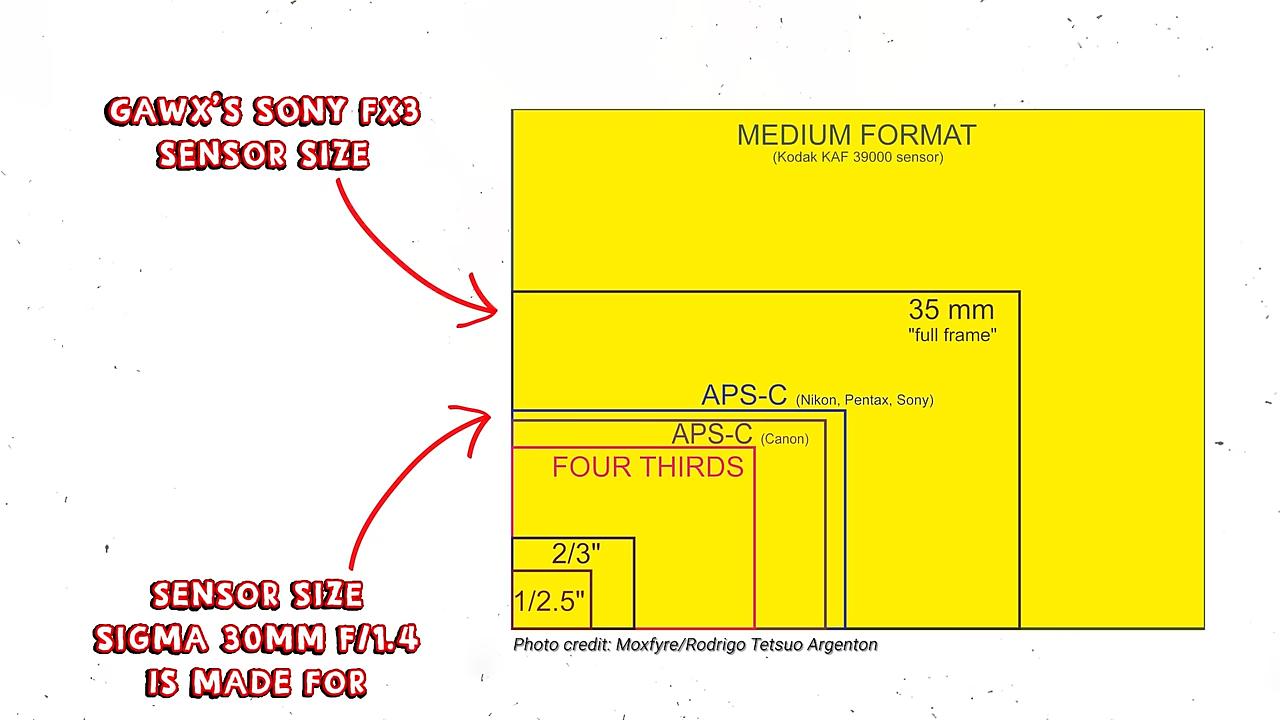 GAWX'S SONY FX3
SENSOR SIZE
MEDIUM FORMAT
(Kodak KAF 39000 sensor)
35 mm
"full frame"
APS-C (Nikon, Pentax, Sony)
APS-C (Canon)
FOUR THIRDS
2/3"
1/2.5"
SENSOR SIZE
SIGMA 30MM F/1.4
IS MADE FOR
Photo credit: Moxfyre/Rodrigo Tetsuo Argenton